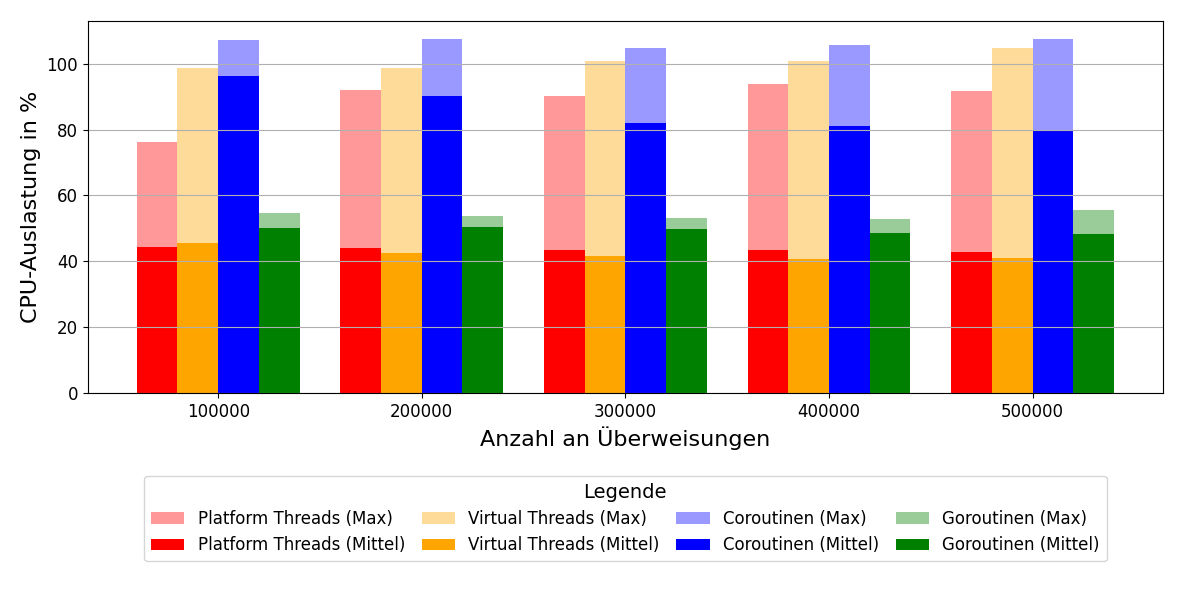 CPU-Auslastung in %
100
80
60
40
20
0
100000 200000 300000 400000 500000
Anzahl an Überweisungen
Legende
Platform Threads (Max) Virtual Threads (Max) Coroutinen (Max) Goroutinen (Max)
Platform Threads (Mittel) Virtual Threads (Mittel) Coroutinen (Mittel) Goroutinen (Mittel)